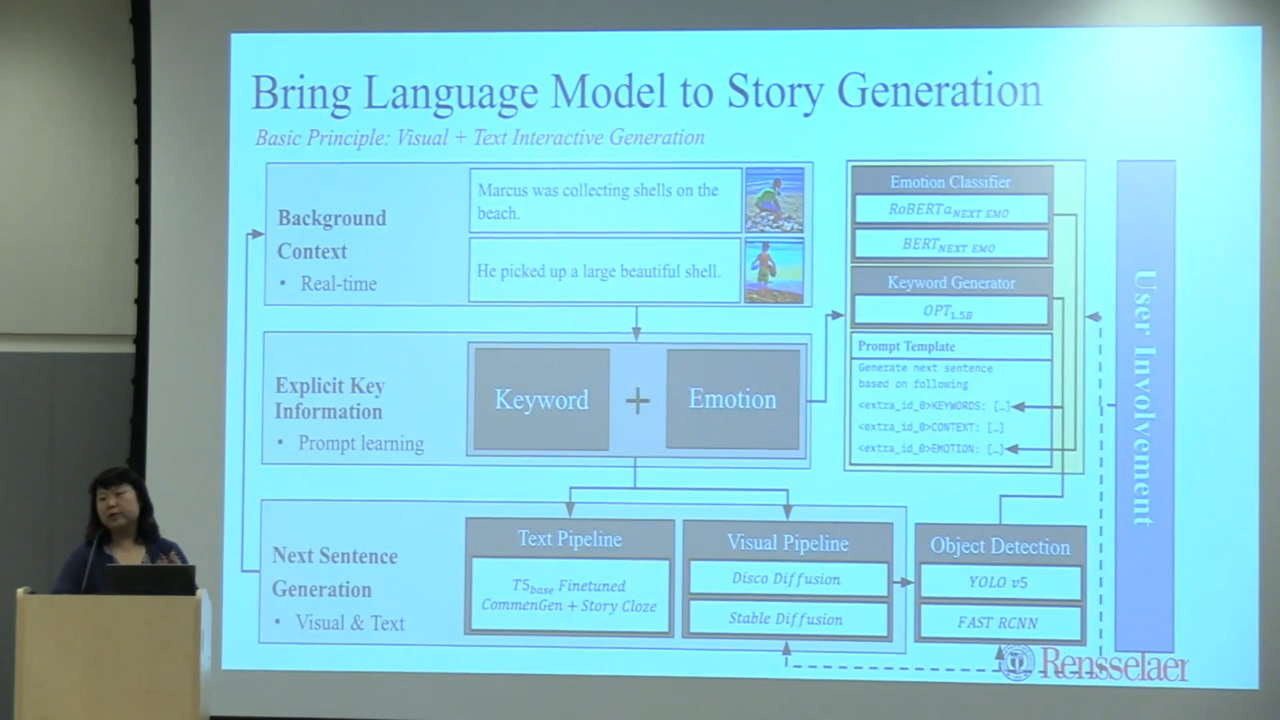 Bring Language Model to Story Generation
Basic Principle: Visual + Text Interactive Generation
Background
Context
• Real-time
Marcus was collecting shells on the
beach.
He picked up a large beautiful shell.
Explicit Key
Information
• Prompt learning
Keyword
+
Emotion
Next Sentence
Generation
• Visual & Text
Text Pipeline
T5base Finetuned
CommenGen + Story Cloze
Visual Pipeline
Disco Diffusion
Stable Diffusion
Object Detection
YOLO v5
FAST RCNN
Emotion Classifier
RoBERTa NEXT EMO
BERT NEXT EMO
Keyword Generator
OPT1.5B
Prompt Template
Generate next sentence
based on following
<extra_id_0>KEYWORDS: […]
<extra_id_0>CONTEXT: […]
<extra_id_0>EMOTION: […]
User Involvement
Rensselaer